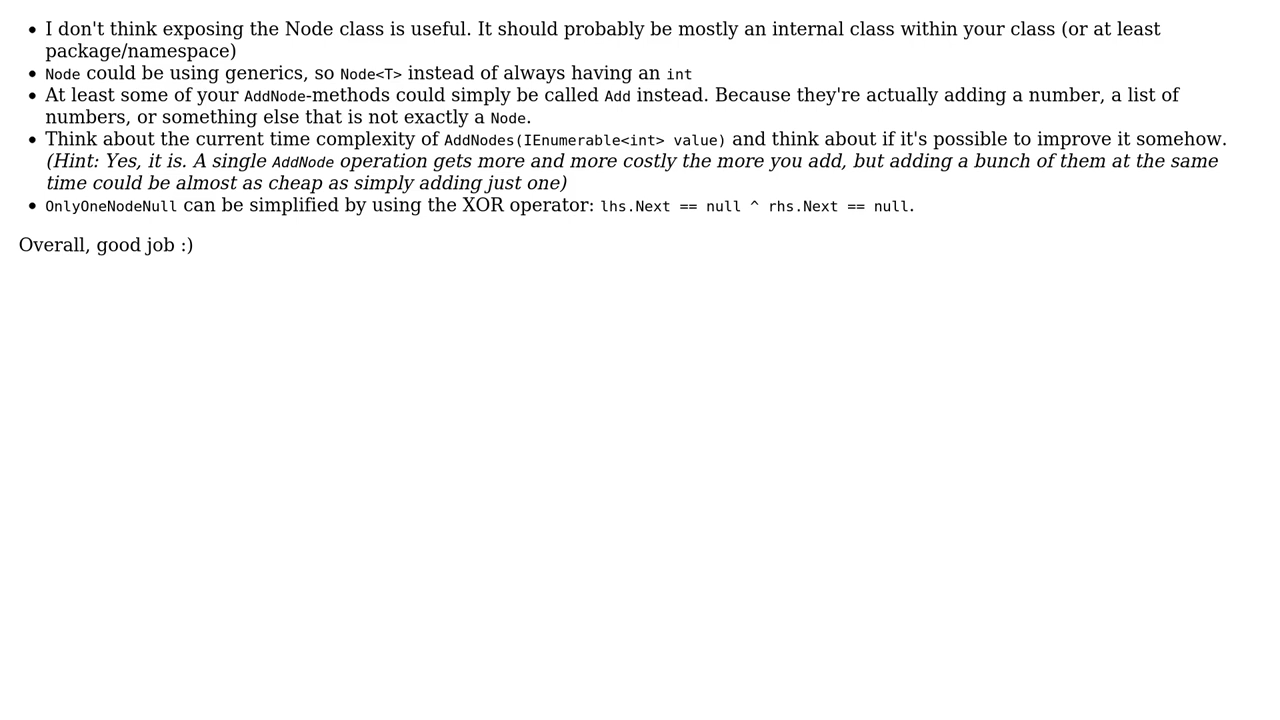 • I don't think exposing the Node class is useful. It should probably be mostly an internal class within your class (or at least
package/namespace)
• Node could be using generics, so Node<T> instead of always having an int
• At least some of your AddNode-methods could simply be called Add instead. Because they're actually adding a number, a list of
numbers, or something else that is not exactly a Node.
• Think about the current time complexity of AddNodes(IEnumerable<int> value) and think about if it's possible to improve it somehow.
(Hint: Yes, it is. A single AddNode operation gets more and more costly the more you add, but adding a bunch of them at the same
time could be almost as cheap as simply adding just one)
• OnlyOneNodeNull can be simplified by using the XOR operator: lhs.Next == null ^ rhs.Next == null.
Overall, good job :)